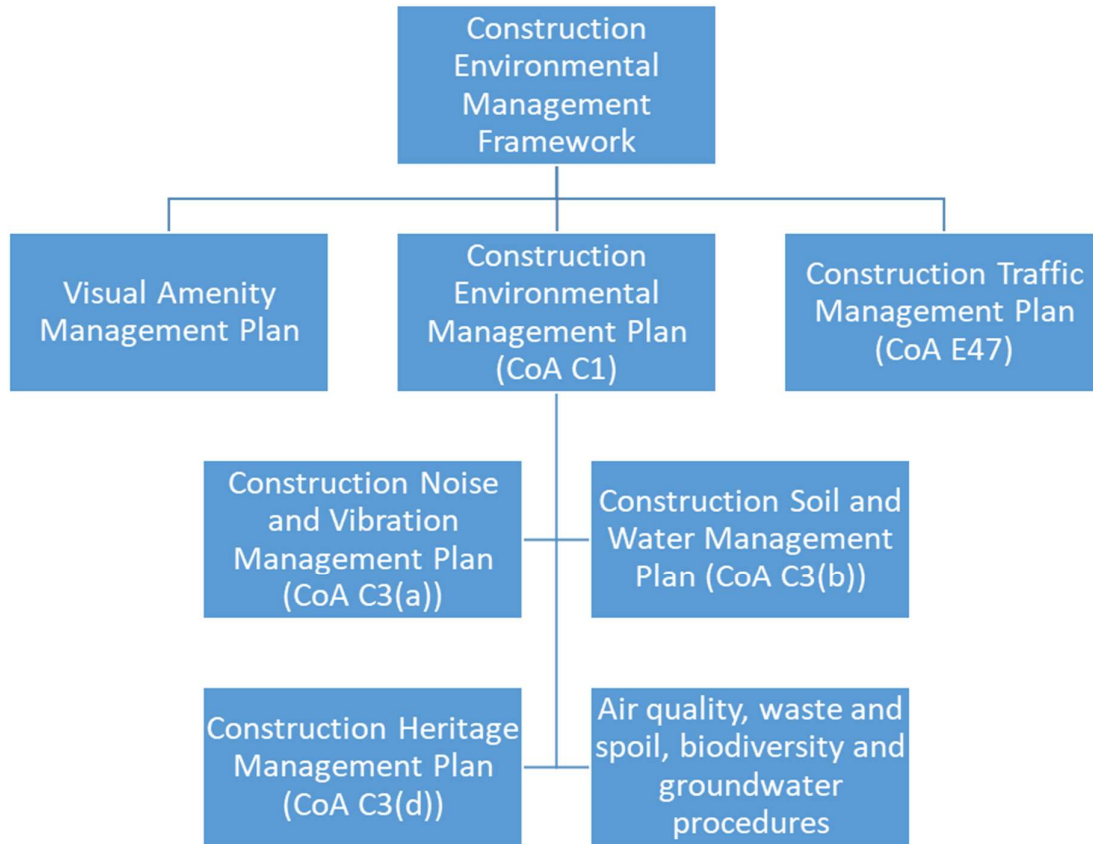 Construction
Environmental
Management
Framework
Visual Amenity
Management Plan
Construction
Environmental
Management Plan
(CoA C1)
Construction Traffic
Management Plan
(CoA E47)
Construction Noise
and Vibration
Management Plan
(CoA C3(a))
Construction Soil and
Water Management
Plan (CoA C3(b))
Construction Heritage
Management Plan
(CoA C3(d))
Air quality, waste and
spoil, biodiversity and
groundwater
procedures